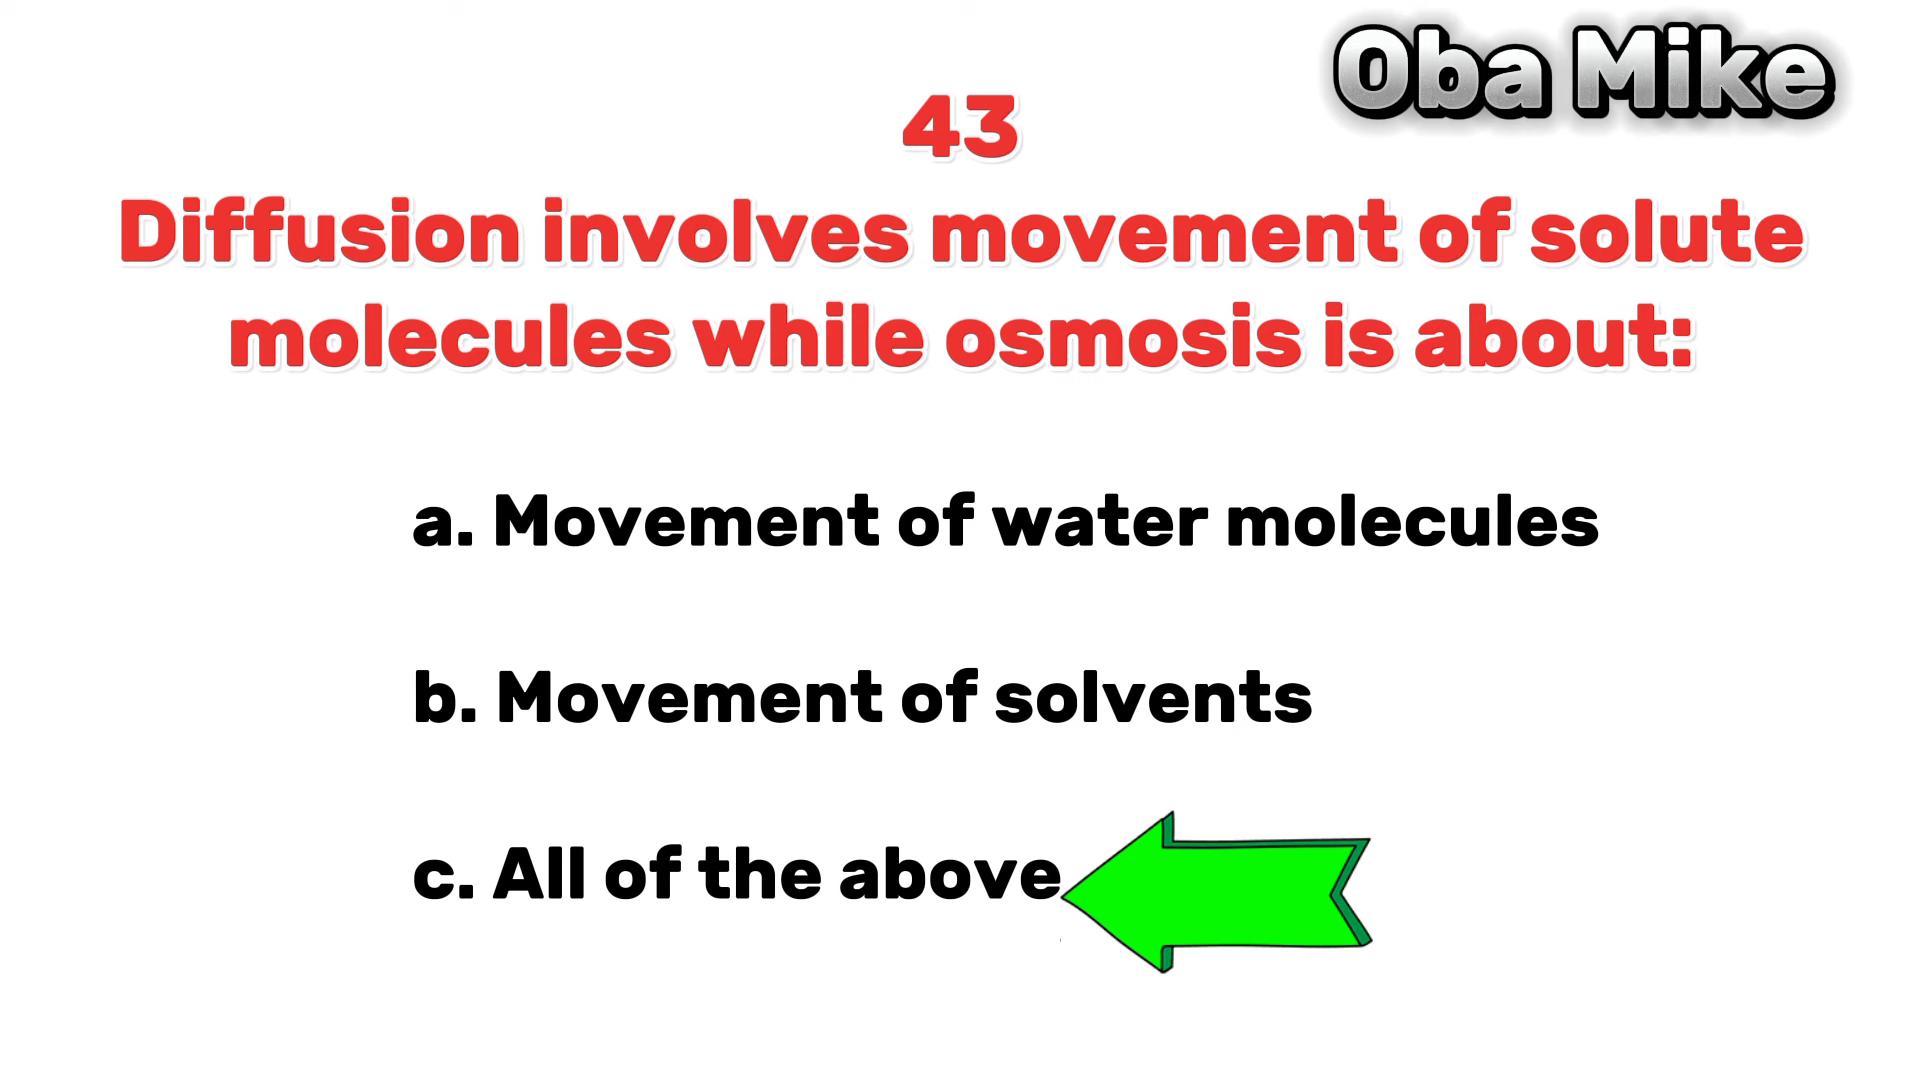 Oba Mike
43
Diffusion involves movement of solute
molecules while osmosis is about:
a. Movement of water molecules
b. Movement of solvents
c. All of the above